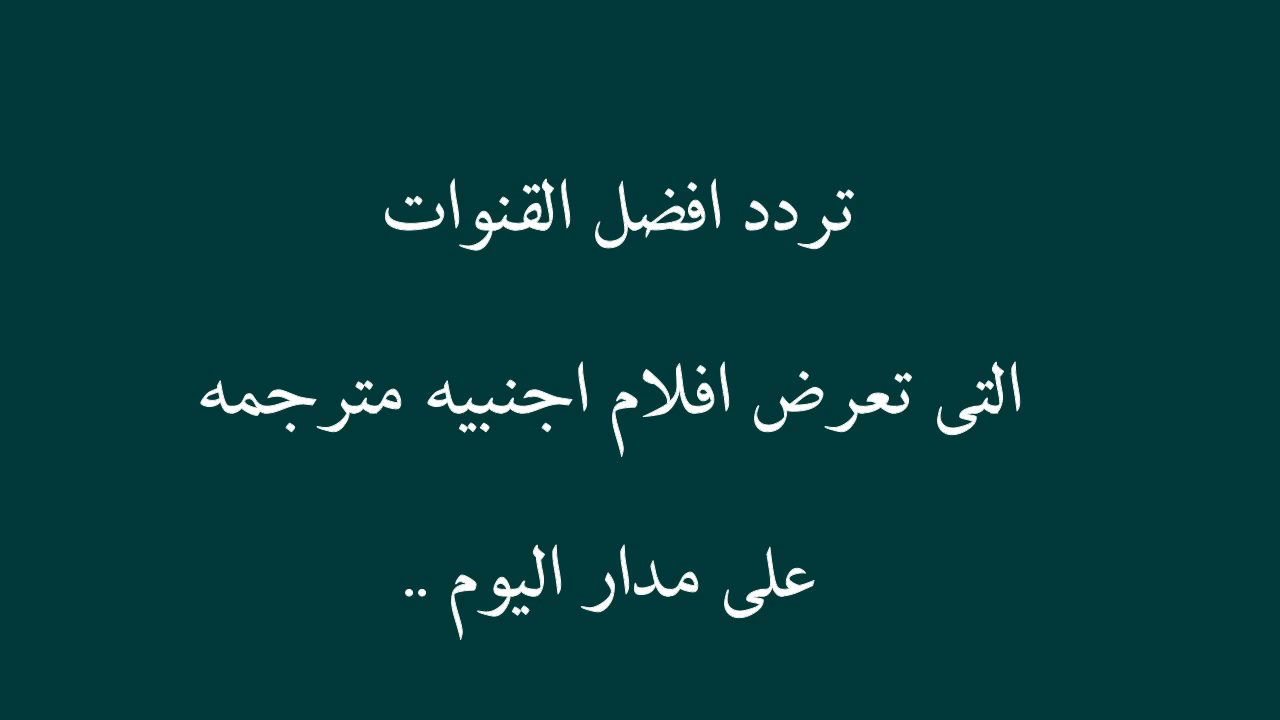 تردد افضل القنوات
التى تعرض افلام اجنبيه مترجمه
على مدار اليوم ..